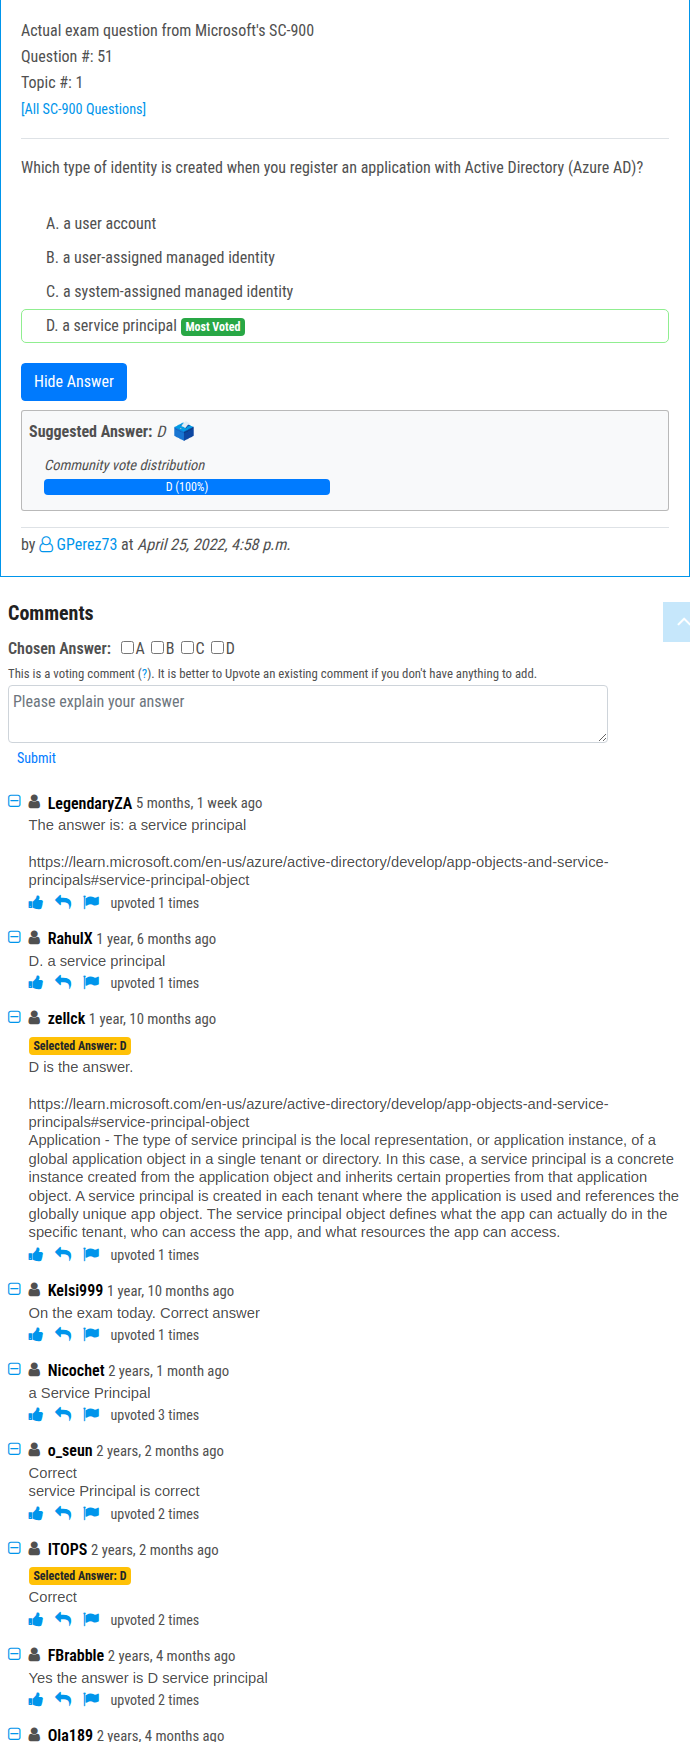 Actual exam question from Microsoft's SC-900
Question #: 51
Topic #: 1
[All SC-900 Questions]
Which type of identity is created when you register an application with Active Directory (Azure AD)?
A. a user account
B. a user-assigned managed identity
C. a system-assigned managed identity
D. a service principal Most Voted
Hide Answer
Suggested Answer: D
Community vote distribution
D (100%)
by GPerez73 at April 25, 2022, 4:58 p.m.
Comments
Chosen Answer: A B C D
This is a voting comment (?). It is better to Upvote an existing comment if you don't have anything to add.
Please explain your answer
Submit
LegendaryZA 5 months, 1 week ago
The answer is: a service principal
https://learn.microsoft.com/en-us/azure/active-directory/develop/app-objects-and-service-
principals#service-principal-object
upvoted 1 times
RahulX 1 year, 6 months ago
D. a service principal
upvoted 1 times
zellck 1 year, 10 months ago
Selected Answer: D
D is the answer.
https://learn.microsoft.com/en-us/azure/active-directory/develop/app-objects-and-service-
principals#service-principal-object
Application - The type of service principal is the local representation, or application instance, of a
global application object in a single tenant or directory. In this case, a service principal is a concrete
instance created from the application object and inherits certain properties from that application
object. A service principal is created in each tenant where the application is used and references the
globally unique app object. The service principal object defines what the app can actually do in the
specific tenant, who can access the app, and what resources the app can access.
upvoted 1 times
Kelsi999 1 year, 10 months ago
On the exam today. Correct answer
upvoted 1 times
Nicochet 2 years, 1 month ago
a Service Principal
upvoted 3 times
o_seun 2 years, 2 months ago
Correct
service Principal is correct
upvoted 2 times
ITOPS 2 years, 2 months ago
Selected Answer: D
Correct
upvoted 2 times
FBrabble 2 years, 4 months ago
Yes the answer is D service principal
upvoted 2 times
Ola189 2 years, 4 months ago